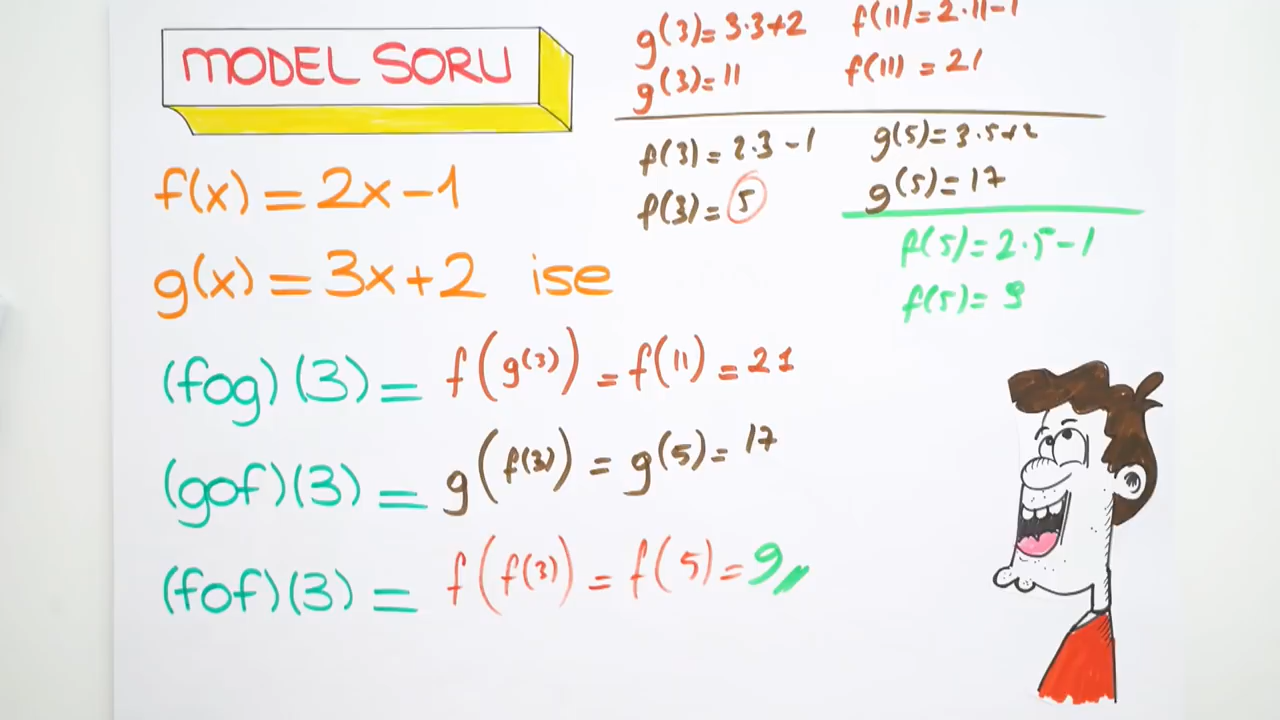 MODEL SORU
g(3)=3·3+2
f(11)=2·11-1
g(3)=11
f(11)=21
f(3)=2·3-1
g(5)=3·5+2
f(3)=5
g(5)=17
f(5)=2·5-1
f(5)=9
f(x)=2x-1
g(x)=3x+2 ise
(fog)(3)=f(g(3))=f(11)=21
(gof)(3)=g(f(3))=g(5)=17
(fof)(3)=f(f(3))=f(5)=9